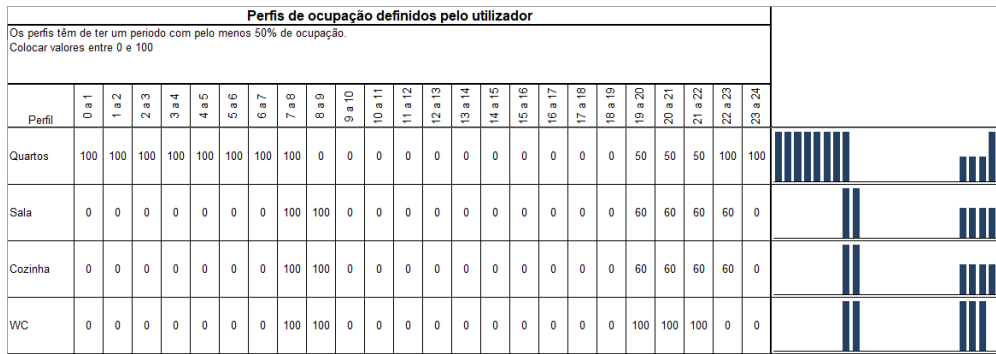 Perfis de ocupação definidos pelo utilizador
Os perfis têm de ter um periodo com pelo menos 50% de ocupação.
Colocar valores entre 0 e 100
Perfil 0 a 1 1 a 2 2 a 3 3 a 4 4 a 5 5 a 6 6 a 7 7 a 8 8 a 9 9 a 10 10 a 11 11 a 12 12 a 13 13 a 14 14 a 15 15 a 16 16 a 17 17 a 18 18 a 19 19 a 20 20 a 21 21 a 22 22 a 23 23 a 24
Quartos 100 100 100 100 100 100 100 100 0 0 0 0 0 0 0 0 0 0 0 50 50 50 100 100
Sala 0 0 0 0 0 0 0 100 100 0 0 0 0 0 0 0 0 0 0 60 60 60 60 0
Cozinha 0 0 0 0 0 0 0 100 100 0 0 0 0 0 0 0 0 0 0 60 60 60 60 0
WC 0 0 0 0 0 0 0 100 100 0 0 0 0 0 0 0 0 0 0 100 100 100 0 0